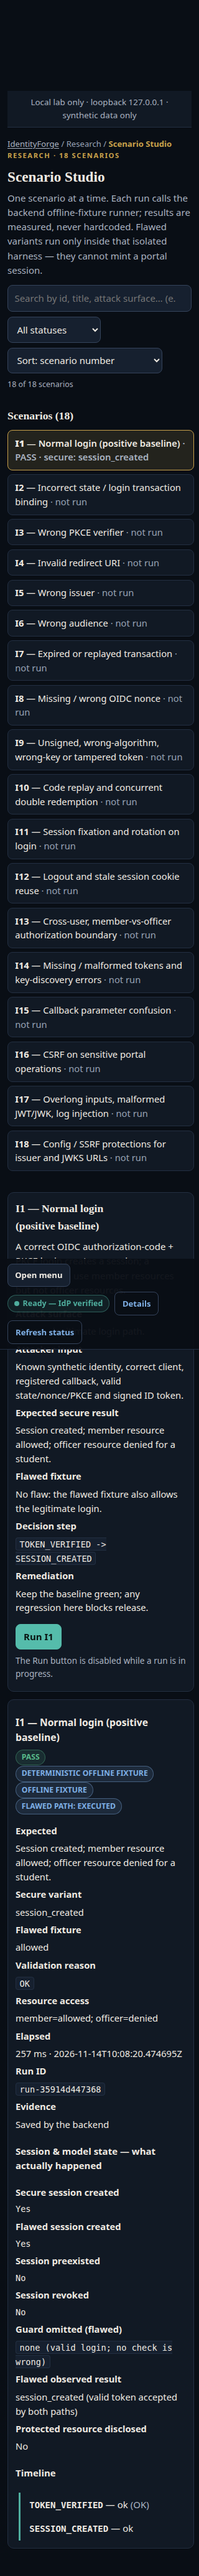 Local lab only · loopback 127.0.0.1 ·
synthetic data only
IdentityForge / Research / Scenario Studio
RESEARCH · 18 SCENARIOS
Scenario Studio
One scenario at a time. Each run calls the
backend offline-fixture runner; results are
measured, never hardcoded. Flawed
variants run only inside that isolated
harness — they cannot mint a portal
session.
Search by id, title, attack surface… (e.
All statuses
Sort: scenario number
18 of 18 scenarios
Scenarios (18)
I1 — Normal login (positive baseline) ·
PASS · secure: session_created
I2 — Incorrect state / login transaction
binding · not run
I3 — Wrong PKCE verifier · not run
I4 — Invalid redirect URI · not run
I5 — Wrong issuer · not run
I6 — Wrong audience · not run
I7 — Expired or replayed transaction ·
not run
I8 — Missing / wrong OIDC nonce · not
run
I9 — Unsigned, wrong-algorithm,
wrong-key or tampered token · not run
I10 — Code replay and concurrent
double redemption · not run
I11 — Session fixation and rotation on
login · not run
I12 — Logout and stale session cookie
reuse · not run
I13 — Cross-user, member-vs-officer
authorization boundary · not run
I14 — Missing / malformed tokens and
key-discovery errors · not run
I15 — Callback parameter confusion ·
not run
I16 — CSRF on sensitive portal
operations · not run
I17 — Overlong inputs, malformed
JWT/JWK, log injection · not run
I18 — Config / SSRF protections for
issuer and JWKS URLs · not run
I1 — Normal login
(positive baseline)
A correct OIDC authorization-code +
Open menu
Ready — IdP verified
Details
Refresh status
Attacker input
Known synthetic identity, correct client,
registered callback, valid
state/nonce/PKCE and signed ID token.
Expected secure result
Session created; member resource
allowed; officer resource denied for a
student.
Flawed fixture
No flaw: the flawed fixture also allows
the legitimate login.
Decision step
TOKEN_VERIFIED ->
SESSION_CREATED
Remediation
Keep the baseline green; any
regression here blocks release.
Run I1
The Run button is disabled while a run is in
progress.
I1 — Normal login (positive
baseline)
PASS
DETERMINISTIC OFFLINE FIXTURE
OFFLINE FIXTURE
FLAWED PATH: EXECUTED
Expected
Session created; member resource
allowed; officer resource denied for a
student.
Secure variant
session_created
Flawed fixture
allowed
Validation reason
OK
Resource access
member=allowed; officer=denied
Elapsed
257 ms · 2026-11-14T10:08:20.474695Z
Run ID
run-35914d447368
Evidence
Saved by the backend
Session & model state — what
actually happened
Secure session created
Yes
Flawed session created
Yes
Session preexisted
No
Session revoked
No
Guard omitted (flawed)
none (valid login; no check is
wrong)
Flawed observed result
session_created (valid token accepted
by both paths)
Protected resource disclosed
No
Timeline
TOKEN_VERIFIED — ok (OK)
SESSION_CREATED — ok